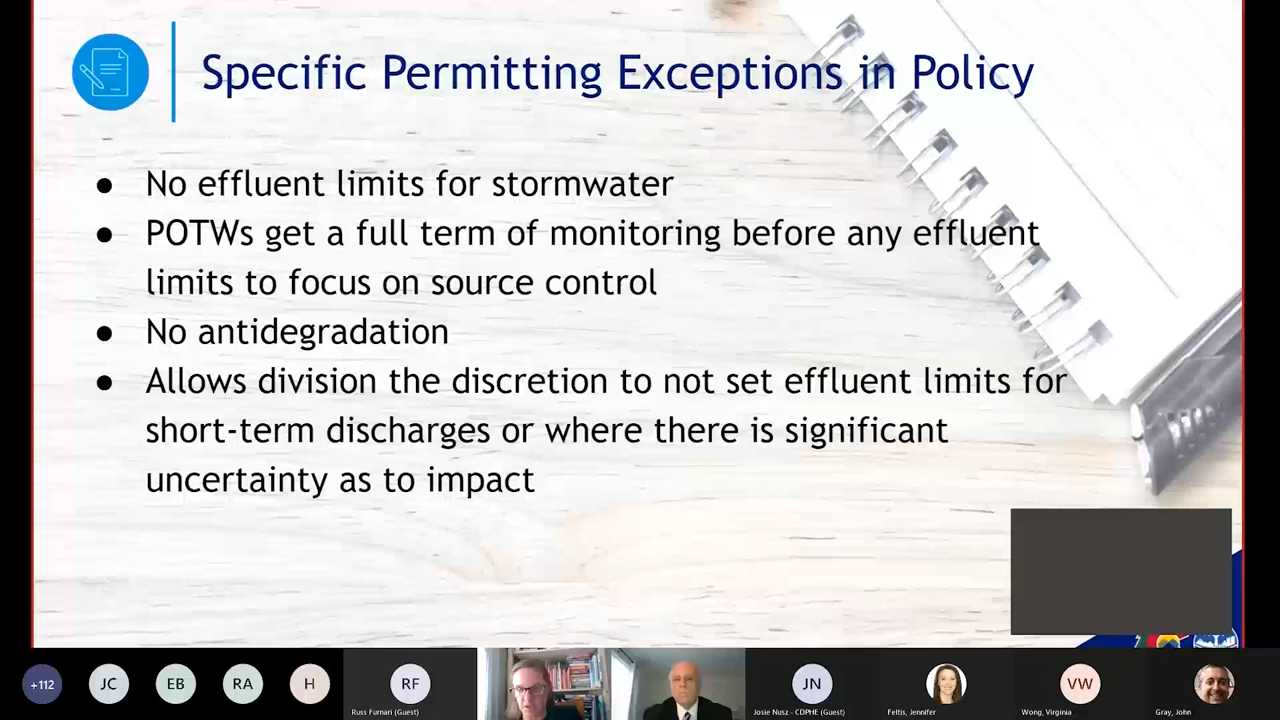 Specific Permitting Exceptions in Policy
● No effluent limits for stormwater
● POTWs get a full term of monitoring before any effluent
limits to focus on source control
● No antidegradation
● Allows division the discretion to not set effluent limits for
short-term discharges or where there is significant
uncertainty as to impact
+112
JC
EB
RA
H
RF
JN
VW
Russ Furnari (Guest)
Josie Nusz - CDPHE (Guest)
Feltis, Jennifer
Wong, Virginia
Gray, John